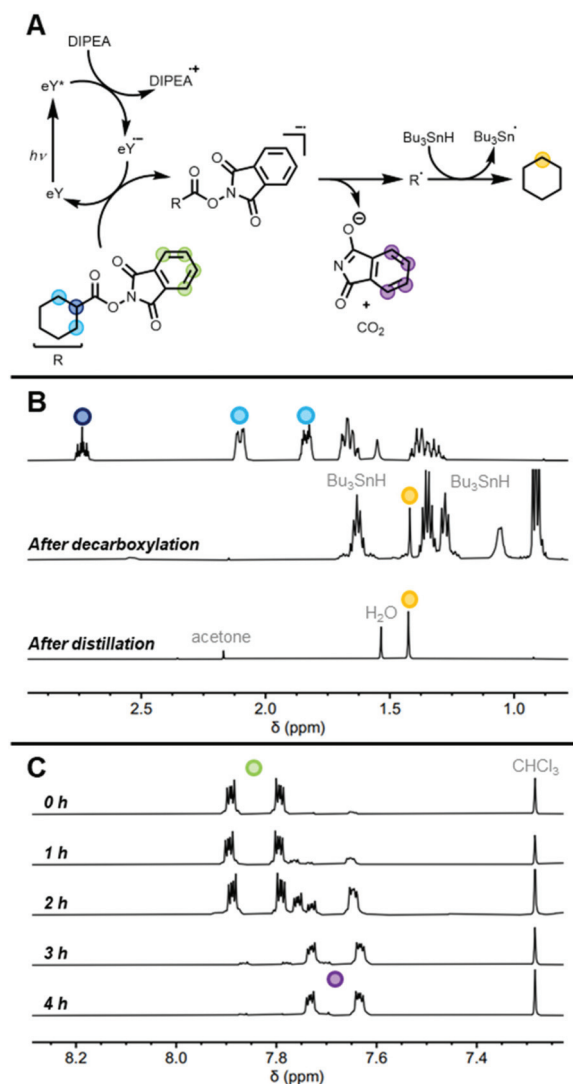 A
DIPEA
eY*
DIPEA•+
hν
eY•−
eY
R
O
O
N
O
O
−•
Bu3SnH
Bu3Sn•
R•
O
⊖
N
O
+
CO2
O
O
N
O
O
R
B
Bu3SnH
Bu3SnH
After decarboxylation
H2O
acetone
After distillation
2.5
2.0
1.5
1.0
δ (ppm)
C
CHCl3
0 h
1 h
2 h
3 h
4 h
8.2
8.0
7.8
7.6
7.4
δ (ppm)